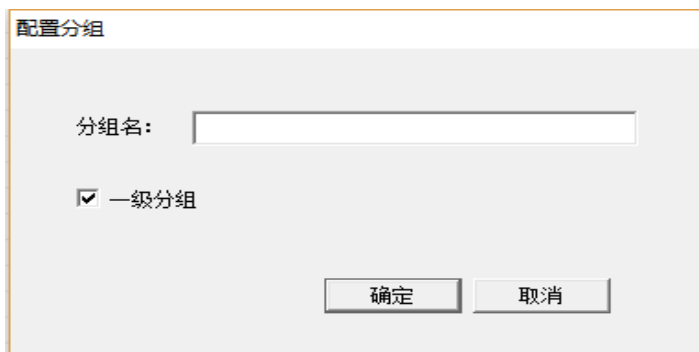 配置分组
分组名：
一级分组
确定
取消